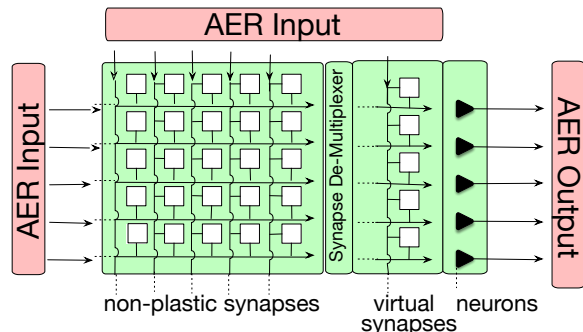 AER Input
AER Input
Synapse De-Multiplexer
AER Output
non-plastic synapses
virtual
synapses
neurons